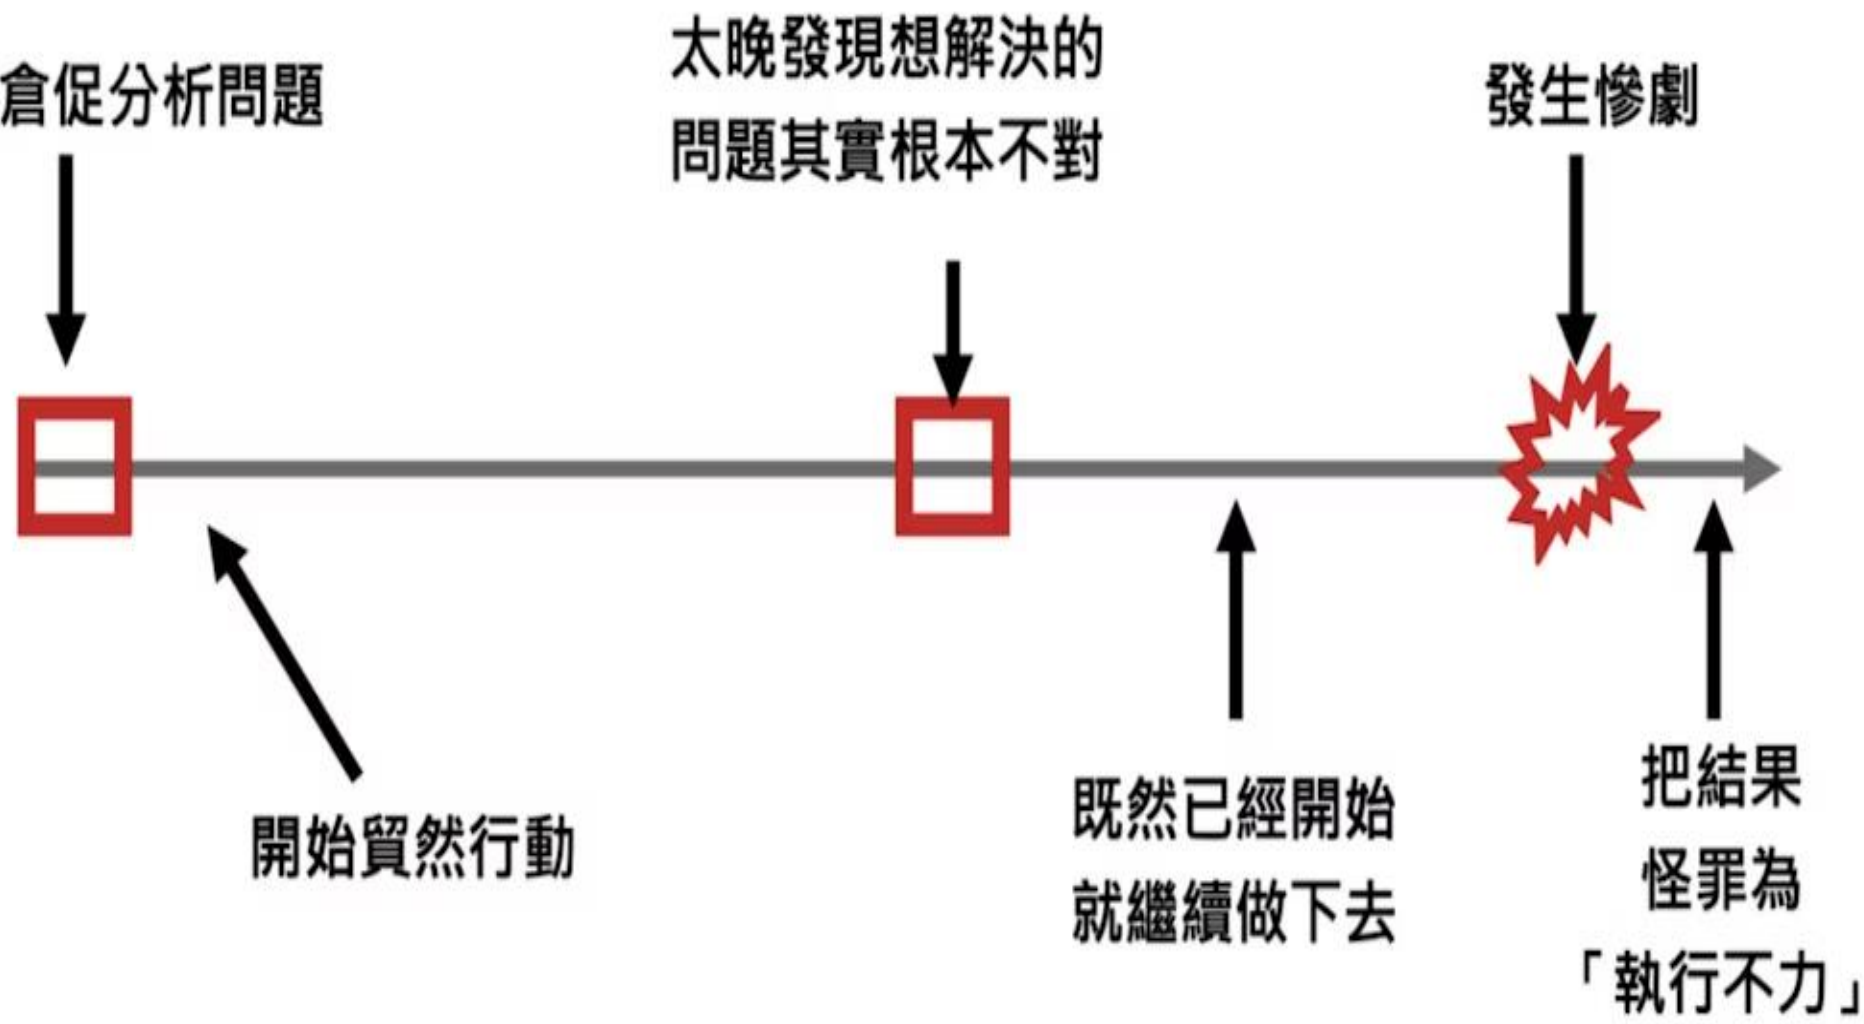 倉促分析問題
太晚發現想解決的
問題其實根本不對
發生慘劇
開始貿然行動
既然已經開始
就繼續做下去
把結果
怪罪為
「執行不力」